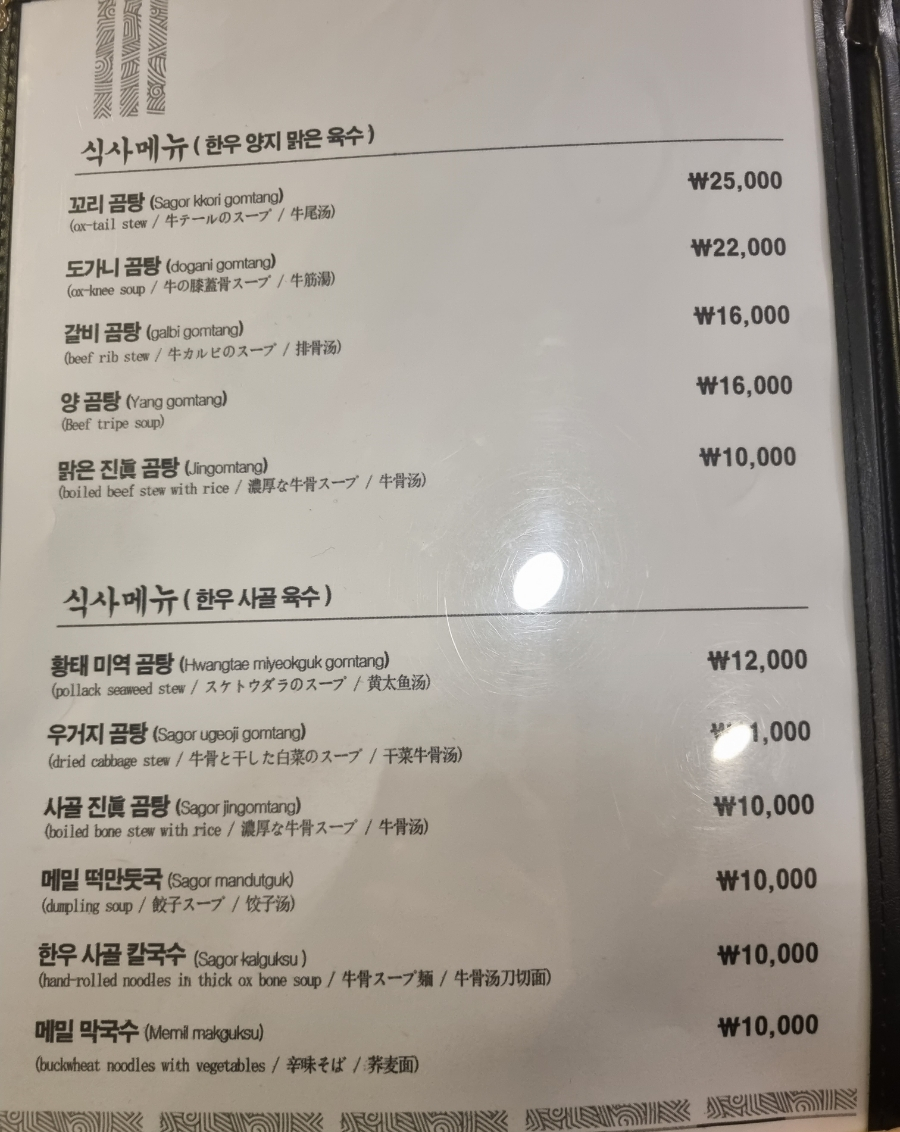 식사메뉴 ( 한우 양지 맑은 육수 )
꼬리 곰탕 (Sagor kkori gomtang) ₩25,000
(ox-tail stew / 牛テールのスープ / 牛尾汤)
도가니 곰탕 (dogani gomtang) ₩22,000
(ox-knee soup / 牛の膝蓋骨スープ / 牛筋湯)
갈비 곰탕 (galbi gomtang) ₩16,000
(beef rib stew / 牛カルビのスープ / 排骨汤)
양 곰탕 (Yang gomtang) ₩16,000
(Beef tripe soup)
맑은 진眞 곰탕 (Jingomtang) ₩10,000
(boiled beef stew with rice / 濃厚な牛骨スープ / 牛骨汤)
식사메뉴 ( 한우 사골 육수 )
황태 미역 곰탕 (Hwangtae miyeokguk gomtang) ₩12,000
(pollack seaweed stew / スケトウダラのスープ / 黄太鱼汤)
우거지 곰탕 (Sagor ugeoji gomtang)
(dried cabbage stew / 牛骨と干した白菜のスープ / 干菜牛骨汤)
사골 진眞 곰탕 (Sagor jingomtang) ₩10,000
(boiled bone stew with rice / 濃厚な牛骨スープ / 牛骨汤)
메밀 떡만둣국 (Sagor mandutguk) ₩10,000
(dumpling soup / 餃子スープ / 饺子汤)
한우 사골 칼국수 (Sagor kalguksu ) ₩10,000
(hand-rolled noodles in thick ox bone soup / 牛骨スープ麺 / 牛骨汤刀切面)
메밀 막국수 (Memil makguksu) ₩10,000
(buckwheat noodles with vegetables / 辛味そば / 荞麦面)